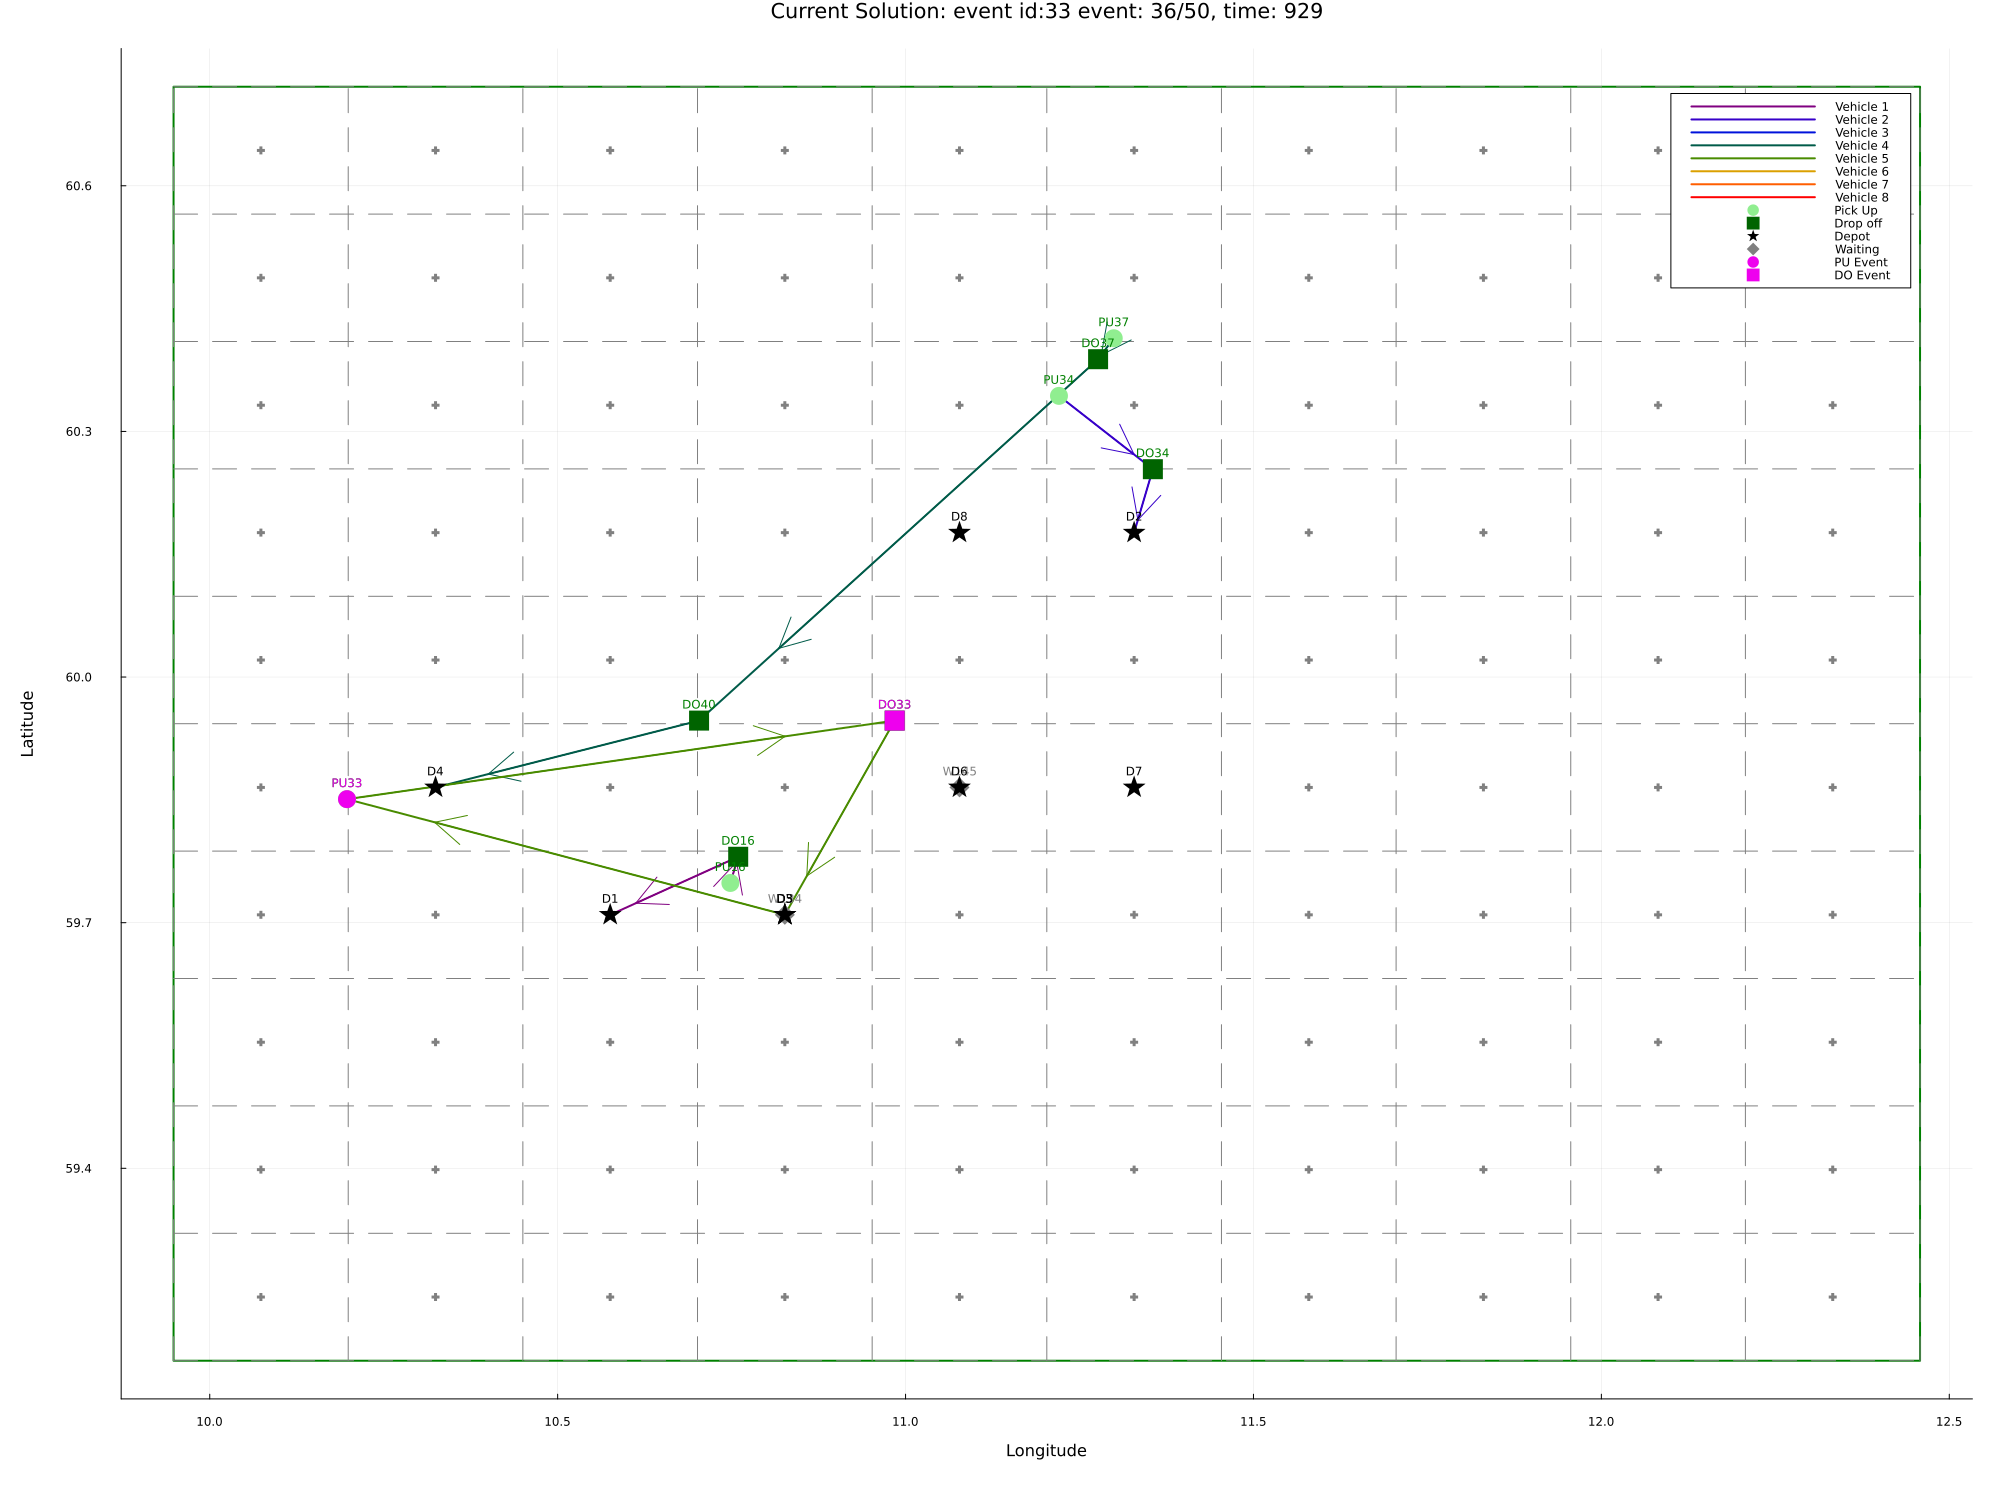 Current Solution: event id:33 event: 36/50, time: 929
Vehicle 1
Vehicle 2
Vehicle 3
Vehicle 4
Vehicle 5
Vehicle 6
Vehicle 7
Vehicle 8
Pick Up
Drop off
Depot
Waiting
PU Event
DO Event
60.6
PU37
DO37
PU34
60.3
DO34
D8
D2
60.0
DO40
DO33
Latitude
D4
D6
D7
PU33
DO16
D1
59.7
59.4
10.0
10.5
11.0
11.5
12.0
12.5
Longitude